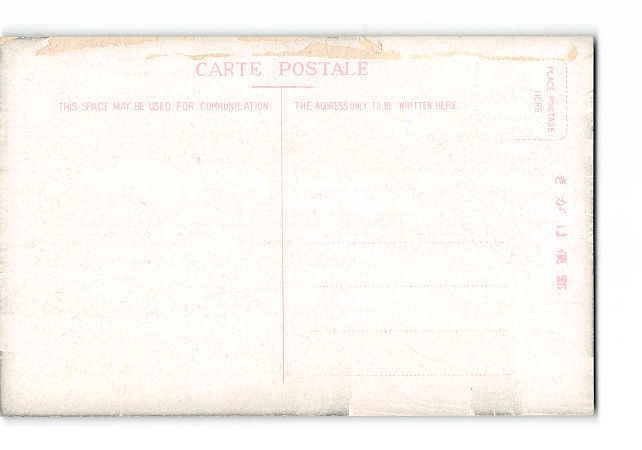 CARTE POSTALE
THIS SPACE MAY BE USED FOR COMMUNICATION
THE ADDRESS ONLY TO BE WRITTEN HERE
PLACE POSTAGE
HERE
きがは便郵